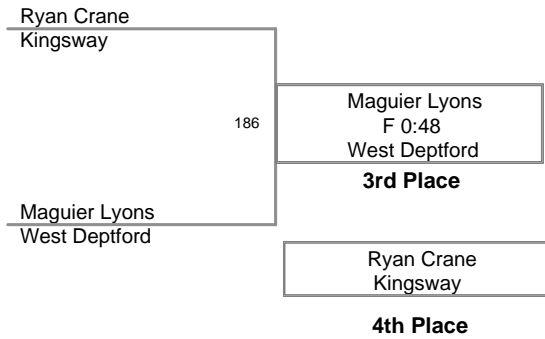 Ryan Crane
Kingsway
186
Maguier Lyons
F 0:48
West Deptford
3rd Place
Maguier Lyons
West Deptford
Ryan Crane
Kingsway
4th Place